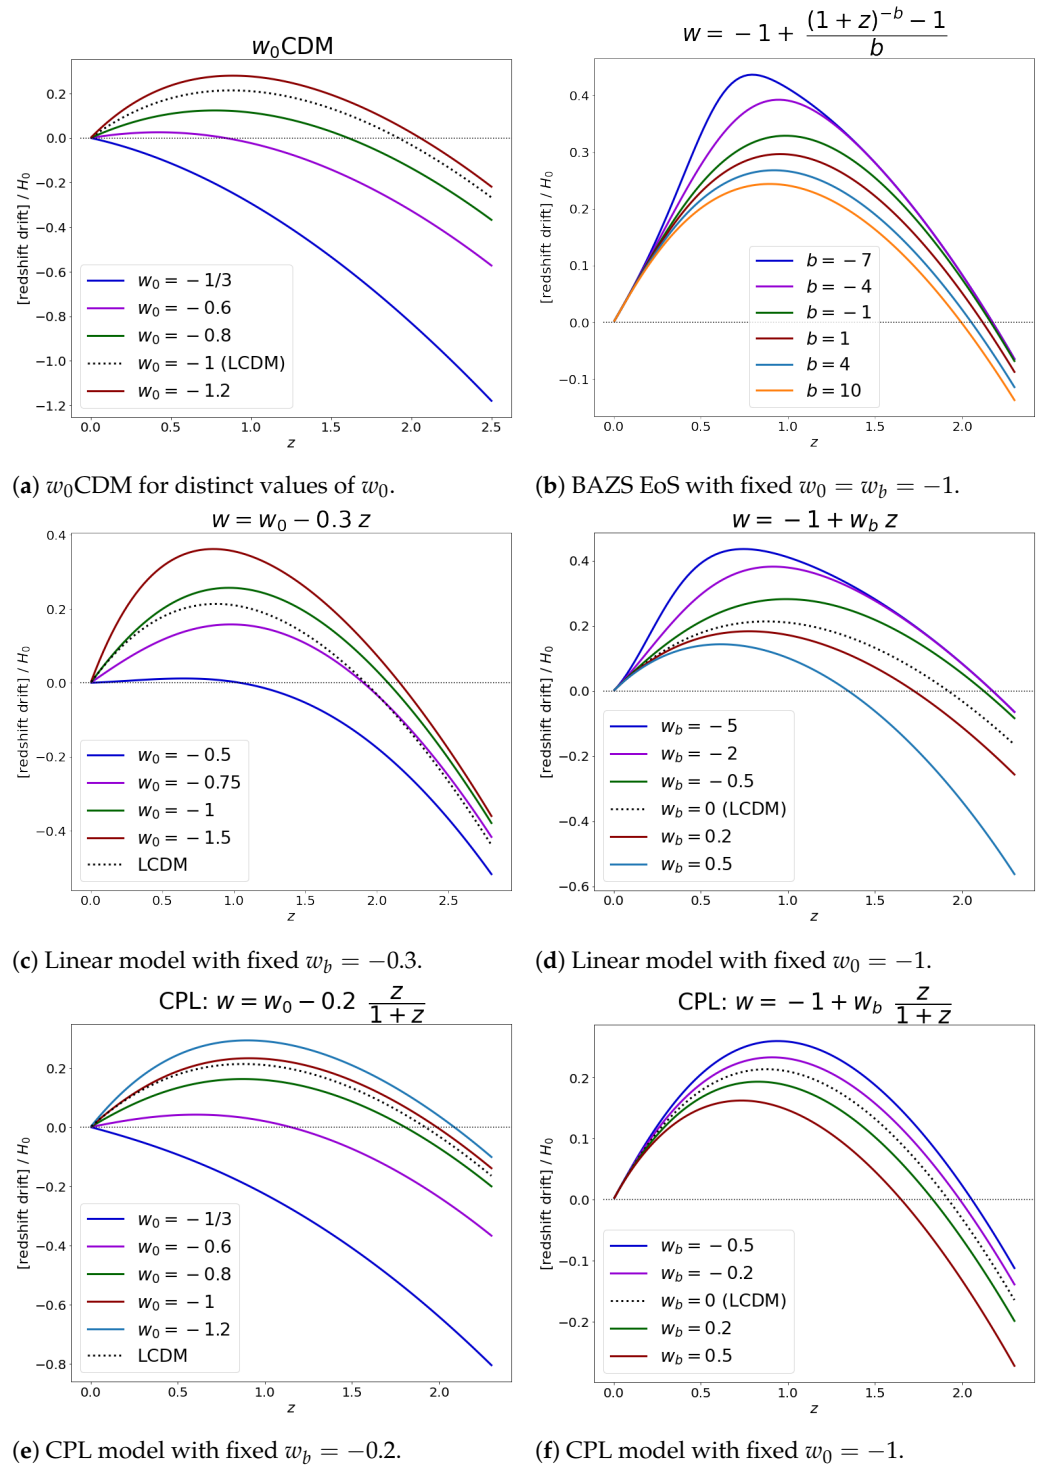 w₀CDM
[redshift drift] / H₀
0.2
0.0
−0.2
−0.4
−0.6
−0.8
−1.0
−1.2
w₀ = −1/3
w₀ = −0.6
w₀ = −0.8
w₀ = −1 (LCDM)
w₀ = −1.2
0.0 0.5 1.0 1.5 2.0 2.5
z
(a) w₀CDM for distinct values of w₀.
w = −1 + ((1 + z)⁻ᵇ − 1)/b
[redshift drift] / H₀
0.4
0.3
0.2
0.1
0.0
−0.1
b = −7
b = −4
b = −1
b = 1
b = 4
b = 10
0.0 0.5 1.0 1.5 2.0
z
(b) BAZS EoS with fixed w₀ = w_b = −1.
w = w₀ − 0.3 z
[redshift drift] / H₀
0.4
0.2
0.0
−0.2
−0.4
w₀ = −0.5
w₀ = −0.75
w₀ = −1
w₀ = −1.5
LCDM
0.0 0.5 1.0 1.5 2.0 2.5
z
(c) Linear model with fixed w_b = −0.3.
w = −1 + w_b z
[redshift drift] / H₀
0.4
0.2
0.0
−0.2
−0.4
−0.6
w_b = −5
w_b = −2
w_b = −0.5
w_b = 0 (LCDM)
w_b = 0.2
w_b = 0.5
0.0 0.5 1.0 1.5 2.0
z
(d) Linear model with fixed w₀ = −1.
CPL: w = w₀ − 0.2 z/(1 + z)
[redshift drift] / H₀
0.2
0.0
−0.2
−0.4
−0.6
−0.8
w₀ = −1/3
w₀ = −0.6
w₀ = −0.8
w₀ = −1
w₀ = −1.2
LCDM
0.0 0.5 1.0 1.5 2.0
z
(e) CPL model with fixed w_b = −0.2.
CPL: w = −1 + w_b z/(1 + z)
[redshift drift] / H₀
0.2
0.1
0.0
−0.1
−0.2
w_b = −0.5
w_b = −0.2
w_b = 0 (LCDM)
w_b = 0.2
w_b = 0.5
0.0 0.5 1.0 1.5 2.0
z
(f) CPL model with fixed w₀ = −1.